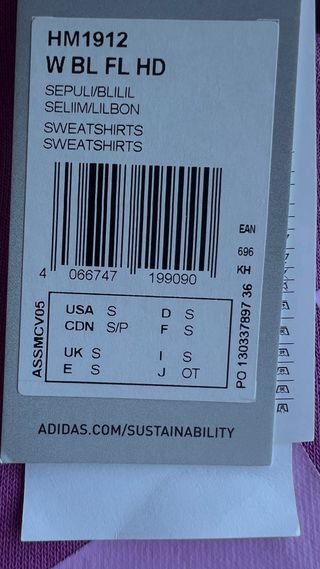 HM1912
W BL FL HD
SEPULI/BLILIL
SELIIM/LILBON
SWEATSHIRTS
SWEATSHIRTS
EAN
696
KH
4 066747 199090
ASSMCV05
USA S D S
CDN S/P F S
UK S I S
E S J OT
PO 130337897 36
ADIDAS.COM/SUSTAINABILITY